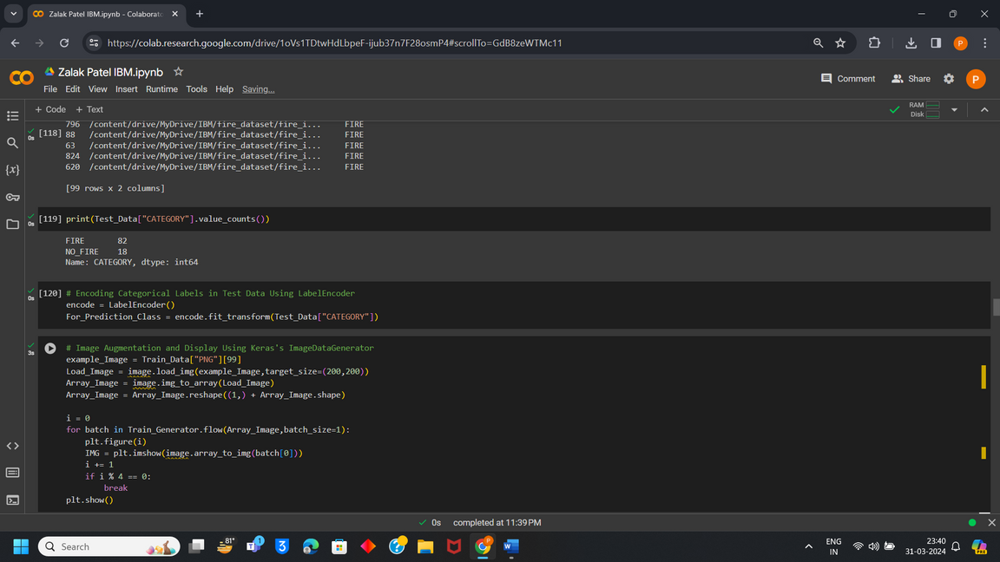 Zalak Patel IBM.ipynb - Colaborato
https://colab.research.google.com/drive/1oVs1TDtwHdLbpeF-ijub37n7F28osmP4#scrollTo=GdB8zeWTMc11
P
Zalak Patel IBM.ipynb
Comment
Share
P
File Edit View Insert Runtime Tools Help Saving...
+ Code + Text
RAM
Disk
796 /content/drive/MyDrive/IBM/fire_dataset/fire_i... FIRE
[118] 88 /content/drive/MyDrive/IBM/fire_dataset/fire_i... FIRE
0s
63 /content/drive/MyDrive/IBM/fire_dataset/fire_i... FIRE
824 /content/drive/MyDrive/IBM/fire_dataset/fire_i... FIRE
620 /content/drive/MyDrive/IBM/fire_dataset/fire_i... FIRE
[99 rows x 2 columns]
[119] print(Test_Data["CATEGORY"].value_counts())
0s
FIRE 82
NO_FIRE 18
Name: CATEGORY, dtype: int64
[120] # Encoding Categorical Labels in Test Data Using LabelEncoder
0s
encode = LabelEncoder()
For_Prediction_Class = encode.fit_transform(Test_Data["CATEGORY"])
# Image Augmentation and Display Using Keras's ImageDataGenerator
3s
example_Image = Train_Data["PNG"][99]
Load_Image = image.load_img(example_Image,target_size=(200,200))
Array_Image = image.img_to_array(Load_Image)
Array_Image = Array_Image.reshape((1,) + Array_Image.shape)
i = 0
for batch in Train_Generator.flow(Array_Image,batch_size=1):
plt.figure(i)
IMG = plt.imshow(image.array_to_img(batch[0]))
i += 1
if i % 4 == 0:
break
plt.show()
0s completed at 11:39 PM
Search
81°
1
ENG
IN
23:40
31-03-2024
PRE